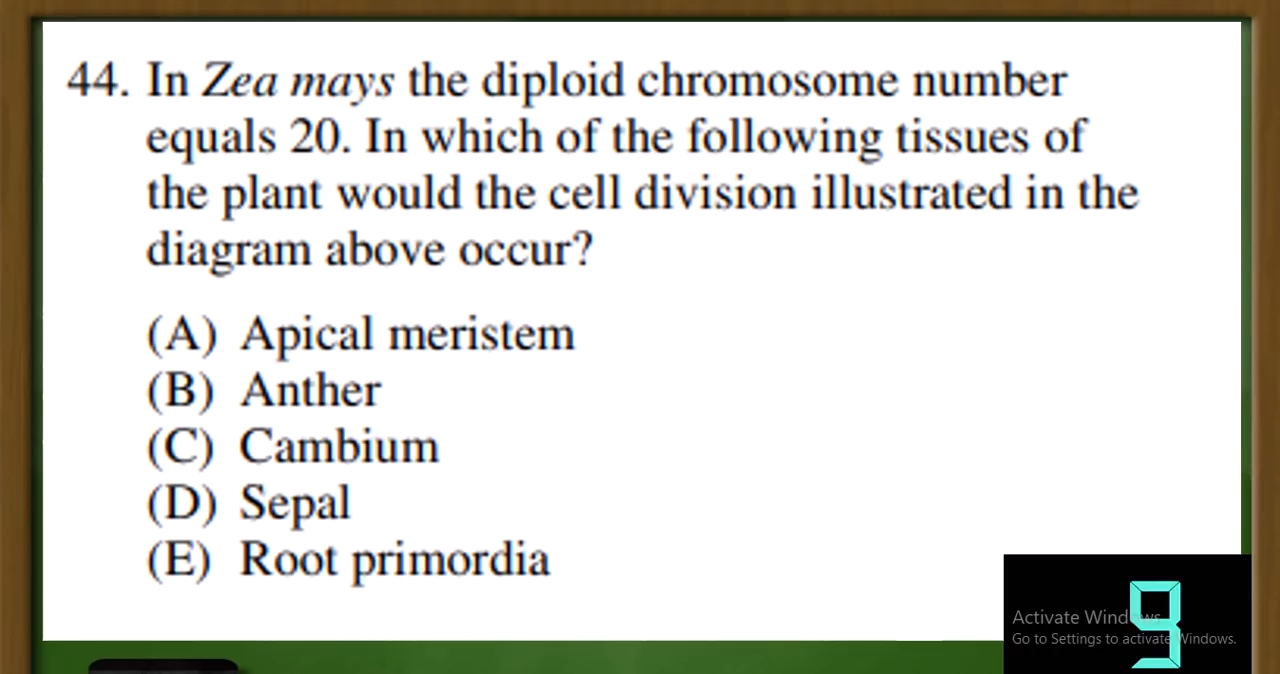 44. In Zea mays the diploid chromosome number
equals 20. In which of the following tissues of
the plant would the cell division illustrated in the
diagram above occur?
(A) Apical meristem
(B) Anther
(C) Cambium
(D) Sepal
(E) Root primordia
9
Activate Windows
Go to Settings to activate Windows.